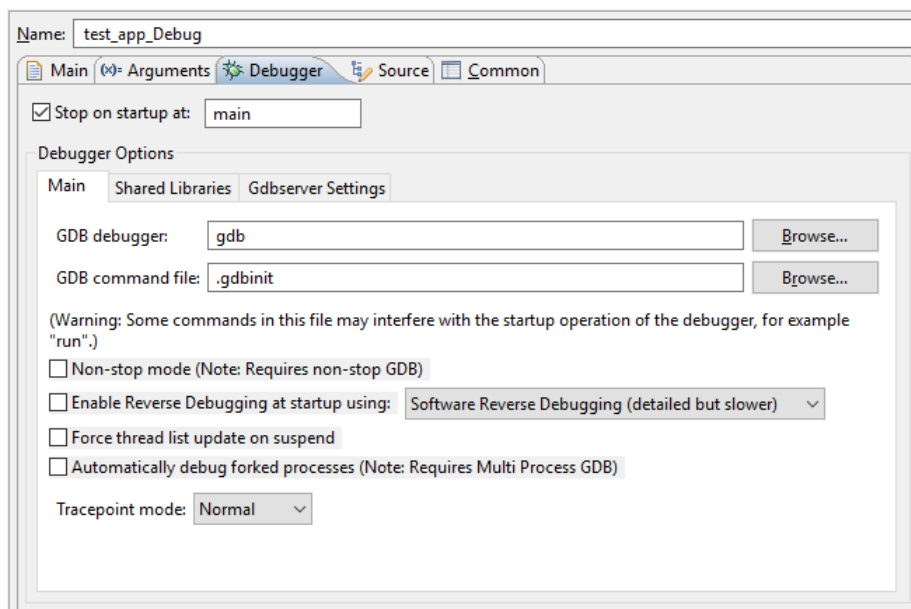 Name: test_app_Debug
Main (x)= Arguments Debugger Source Common
Stop on startup at: main
Debugger Options
Main Shared Libraries Gdbserver Settings
GDB debugger: gdb Browse...
GDB command file: .gdbinit Browse...
(Warning: Some commands in this file may interfere with the startup operation of the debugger, for example
"run".)
Non-stop mode (Note: Requires non-stop GDB)
Enable Reverse Debugging at startup using: Software Reverse Debugging (detailed but slower)
Force thread list update on suspend
Automatically debug forked processes (Note: Requires Multi Process GDB)
Tracepoint mode: Normal